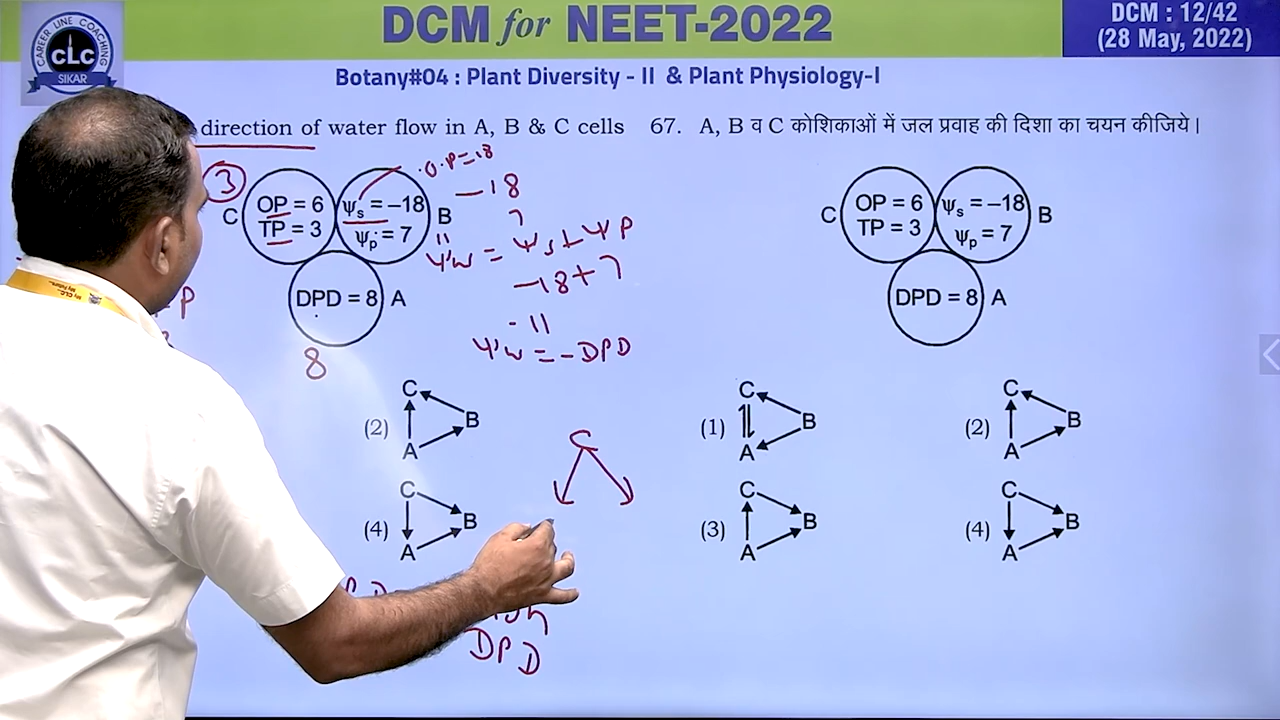 DCM for NEET-2022
DCM : 12/42
(28 May, 2022)
CAREER LINE COACHING
CLC
SIKAR
Botany#04 : Plant Diversity - II & Plant Physiology-I
direction of water flow in A, B & C cells
67. A, B व C कोशिकाओं में जल प्रवाह की दिशा का चयन कीजिये।
3
O.P=18
-18
7
C
OP = 6
TP = 3
ψs = –18
ψp = 7
B
DPD = 8
A
ψw = ψs + ψp
-18+7
-11
ψw = -DPD
8
P
C
OP = 6
TP = 3
ψs = –18
ψp = 7
B
DPD = 8
A
(2)
C
B
A
(4)
C
B
A
C
(1)
C
B
A
(2)
C
B
A
(3)
C
B
A
(4)
C
B
A
DPD